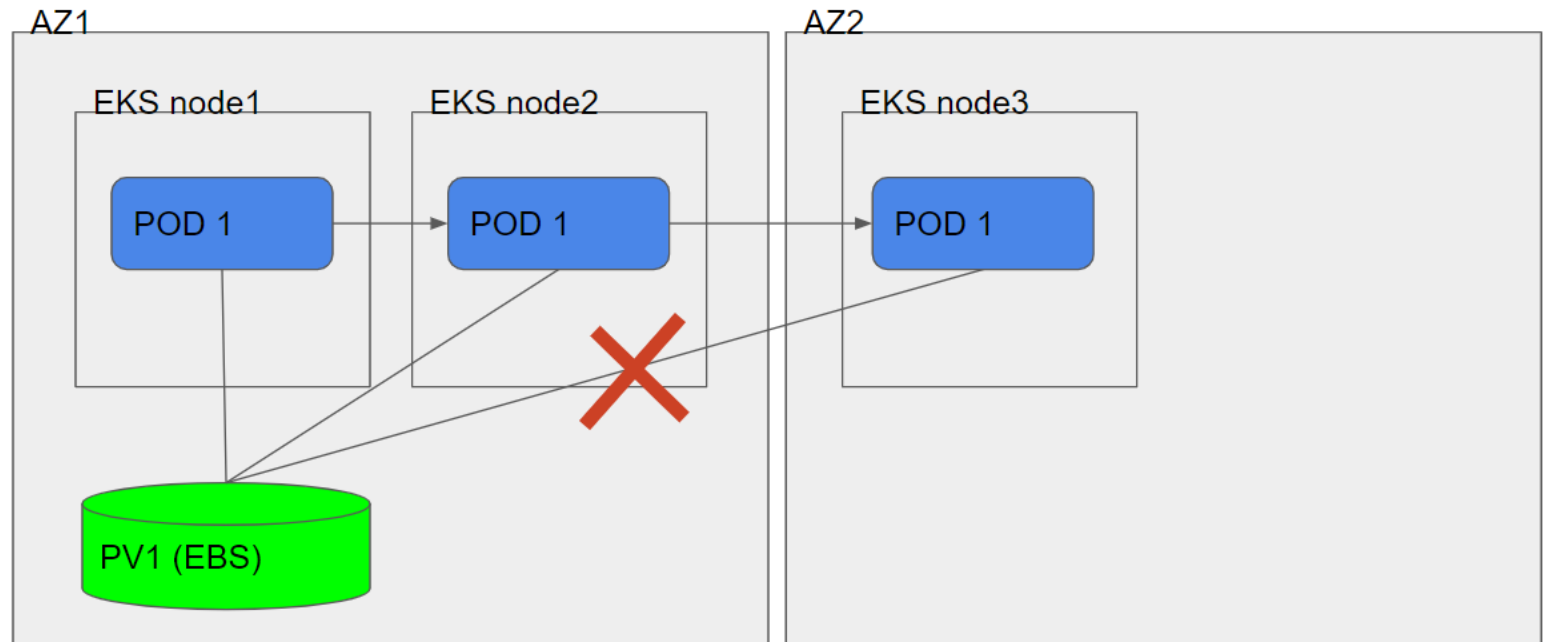 AZ1
AZ2
EKS node1
EKS node2
EKS node3
POD 1
POD 1
POD 1
PV1 (EBS)